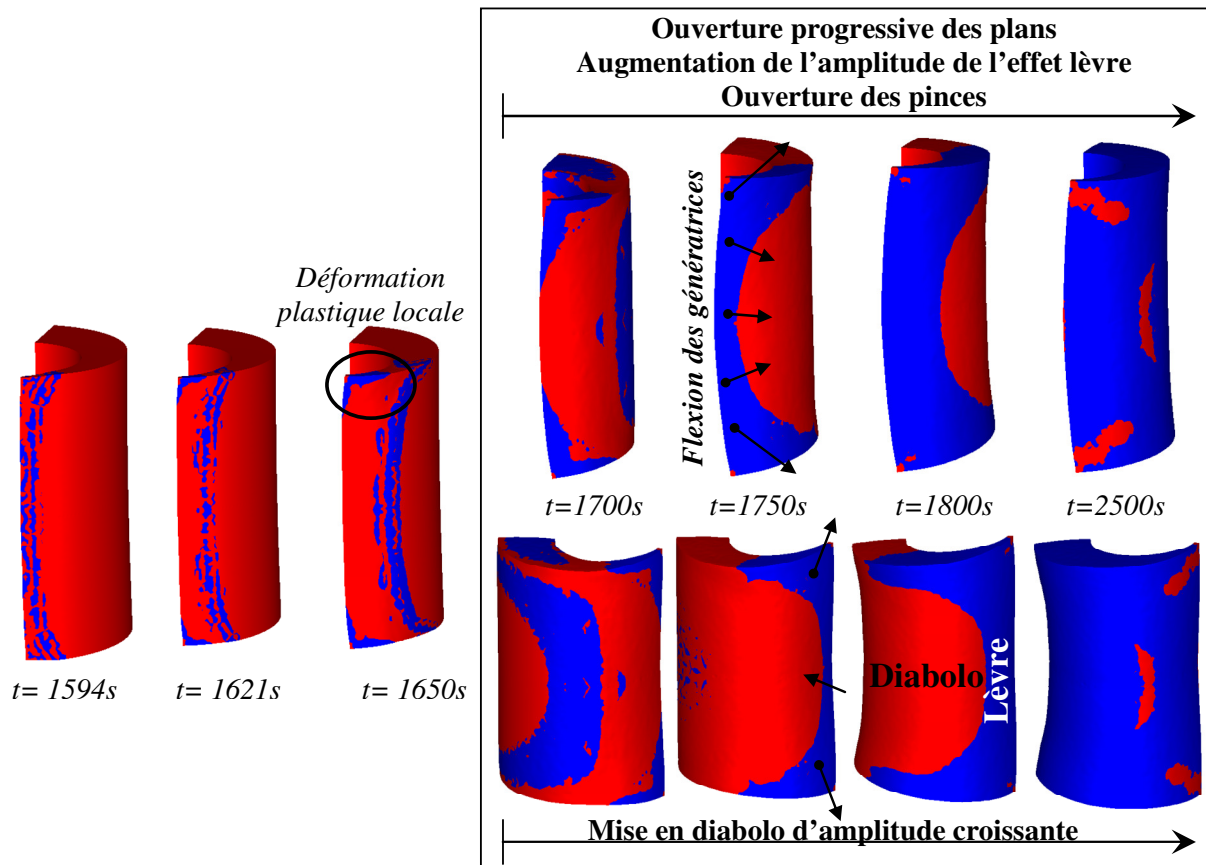 Ouverture progressive des plans
Augmentation de l'amplitude de l'effet lèvre
Ouverture des pinces
Flexion des génératrices
Déformation
plastique locale
t=1700s
t=1750s
t=1800s
t=2500s
t= 1594s
t= 1621s
t= 1650s
Diabolo
Lèvre
Mise en diabolo d'amplitude croissante